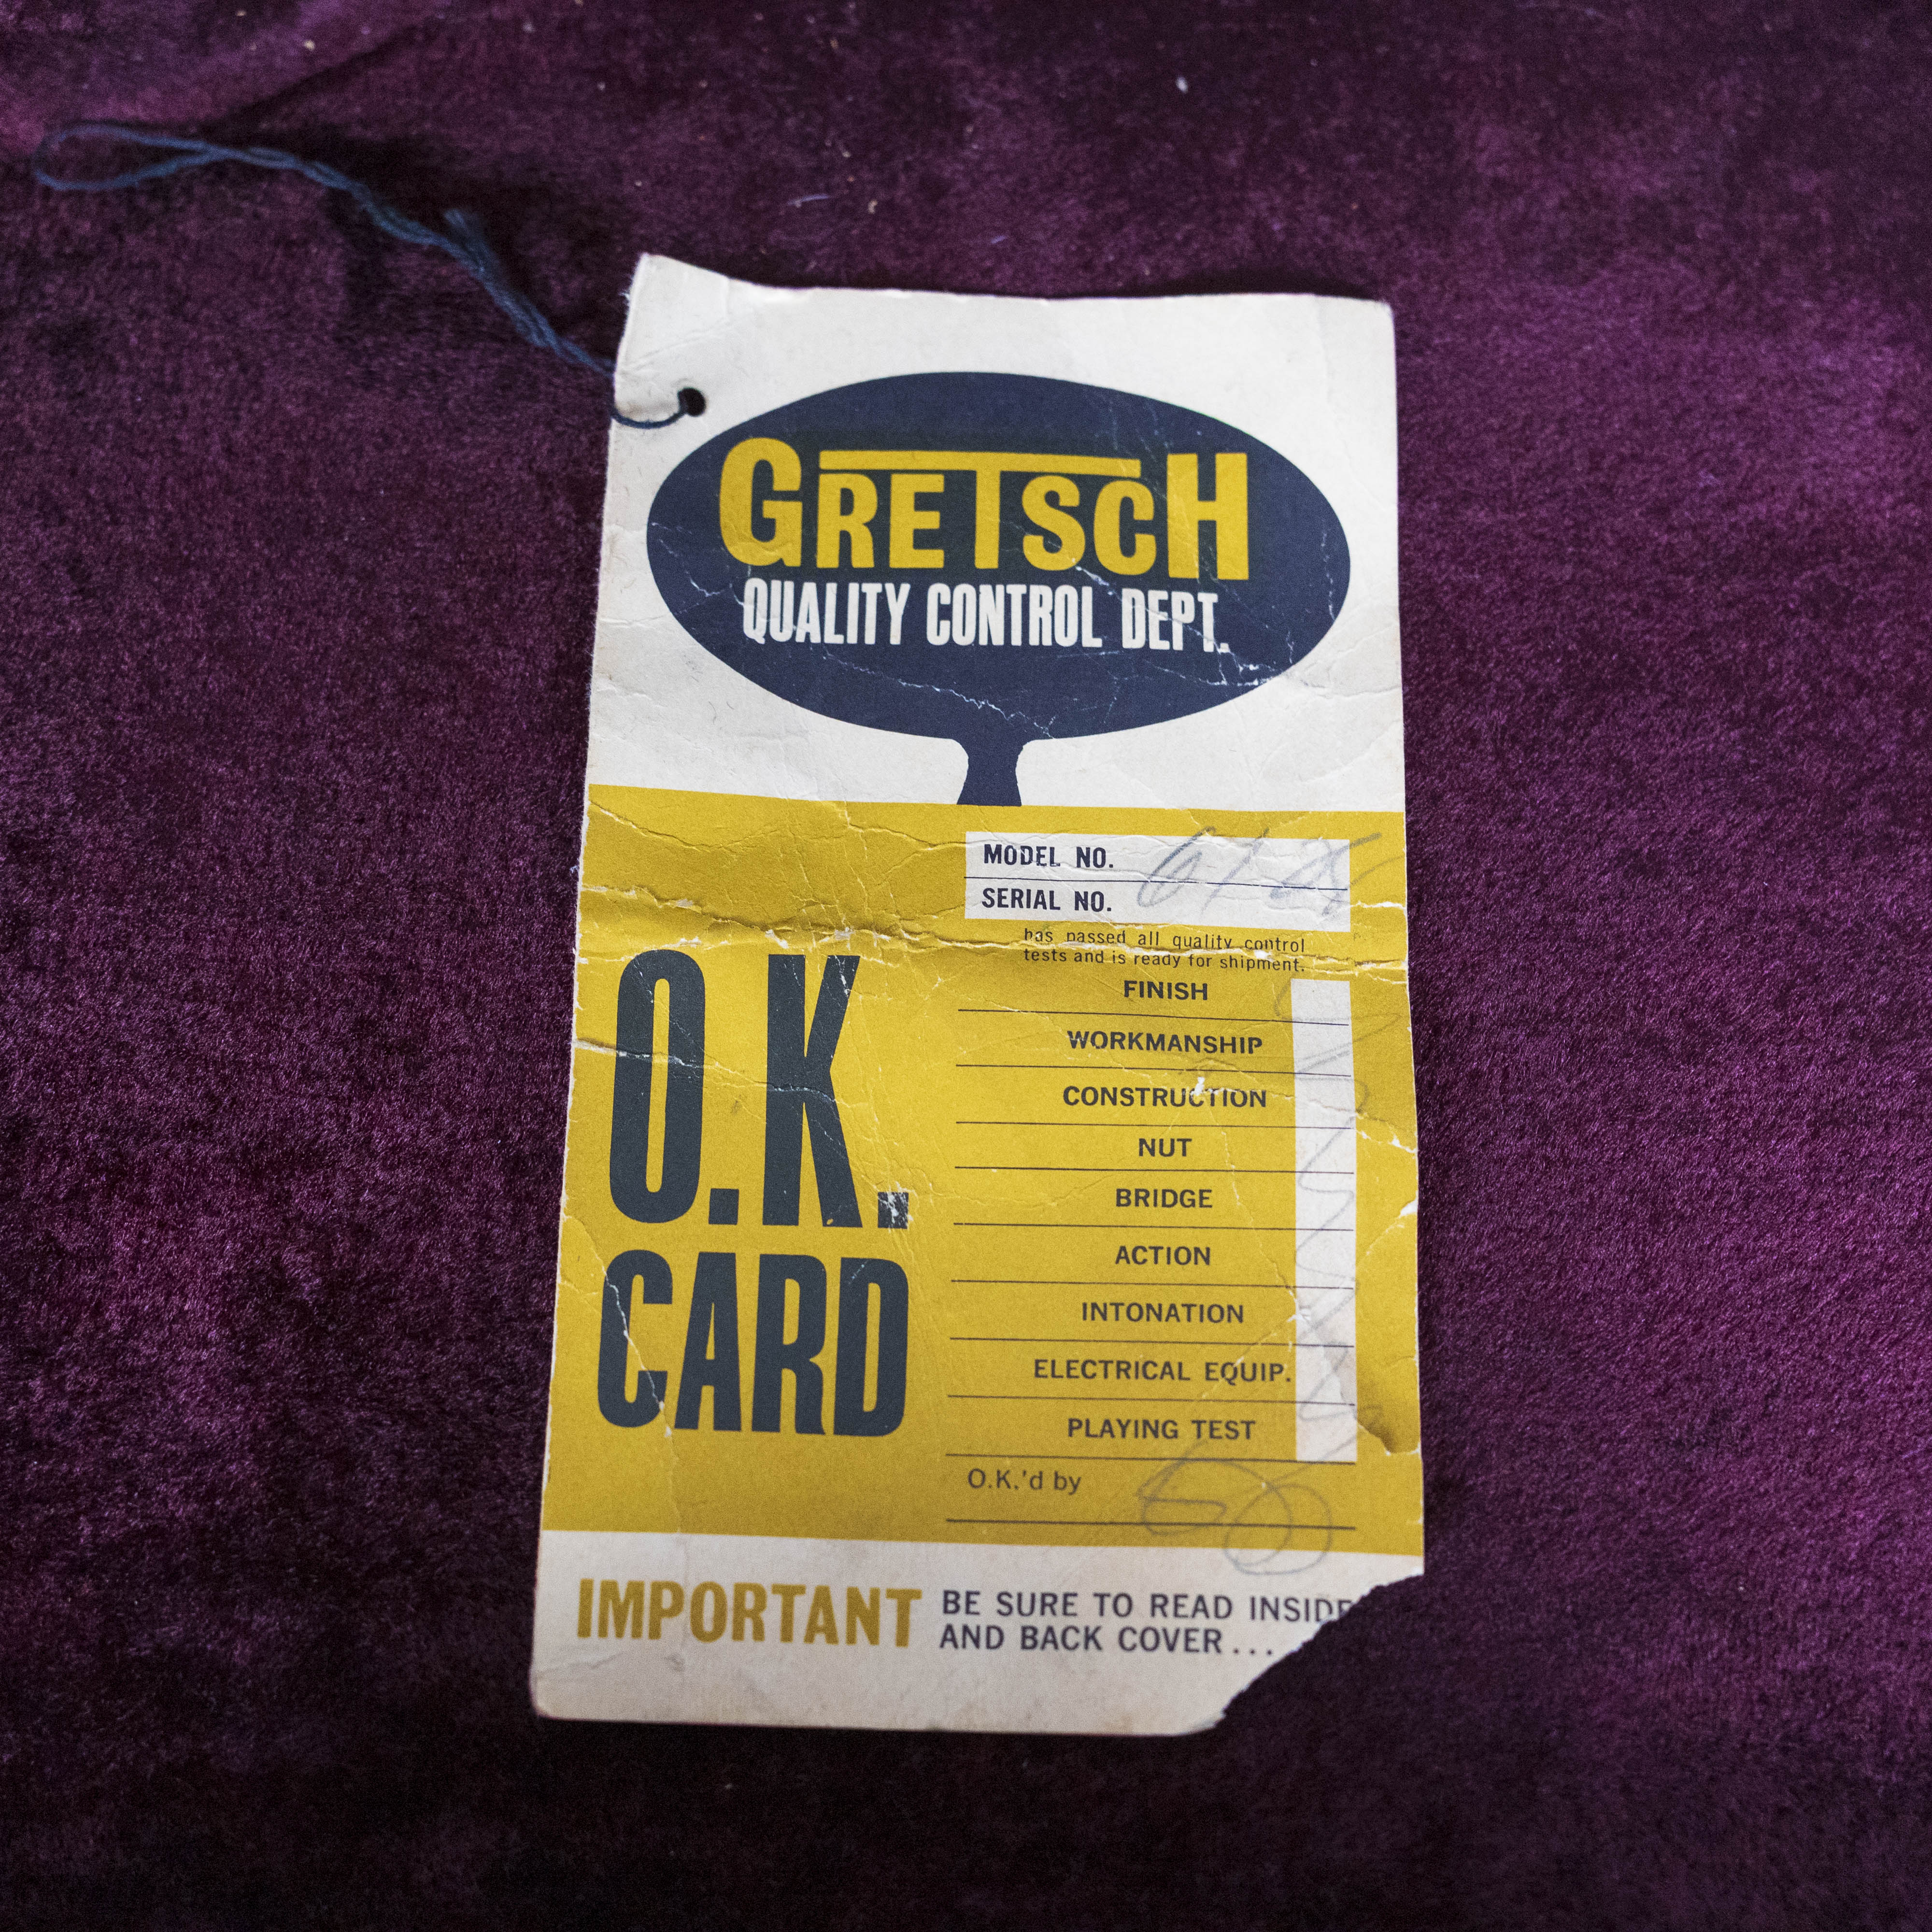 GRETSCH
QUALITY CONTROL DEPT.
MODEL NO. 6128
SERIAL NO.
has passed all quality control
tests and is ready for shipment.
O.K.
CARD
FINISH
WORKMANSHIP
CONSTRUCTION
NUT
BRIDGE
ACTION
INTONATION
ELECTRICAL EQUIP.
PLAYING TEST
O.K.'d by
IMPORTANT BE SURE TO READ INSIDE
AND BACK COVER...